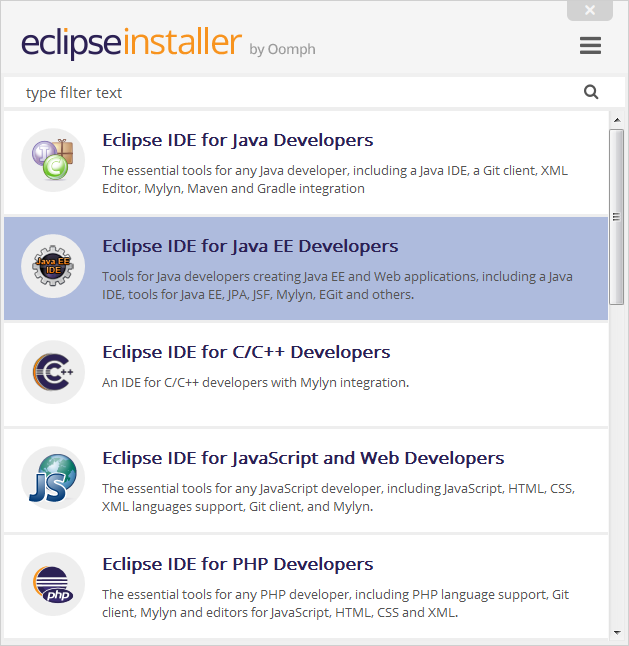 eclipse installer by Oomph
type filter text
Eclipse IDE for Java Developers
The essential tools for any Java developer, including a Java IDE, a Git client, XML
Editor, Mylyn, Maven and Gradle integration
Java EE
IDE
Eclipse IDE for Java EE Developers
Tools for Java developers creating Java EE and Web applications, including a Java
IDE, tools for Java EE, JPA, JSF, Mylyn, EGit and others.
C++
Eclipse IDE for C/C++ Developers
An IDE for C/C++ developers with Mylyn integration.
JS
Eclipse IDE for JavaScript and Web Developers
The essential tools for any JavaScript developer, including JavaScript, HTML, CSS,
XML languages support, Git client, and Mylyn.
php
Eclipse IDE for PHP Developers
The essential tools for any PHP developer, including PHP language support, Git
client, Mylyn and editors for JavaScript, HTML, CSS and XML.